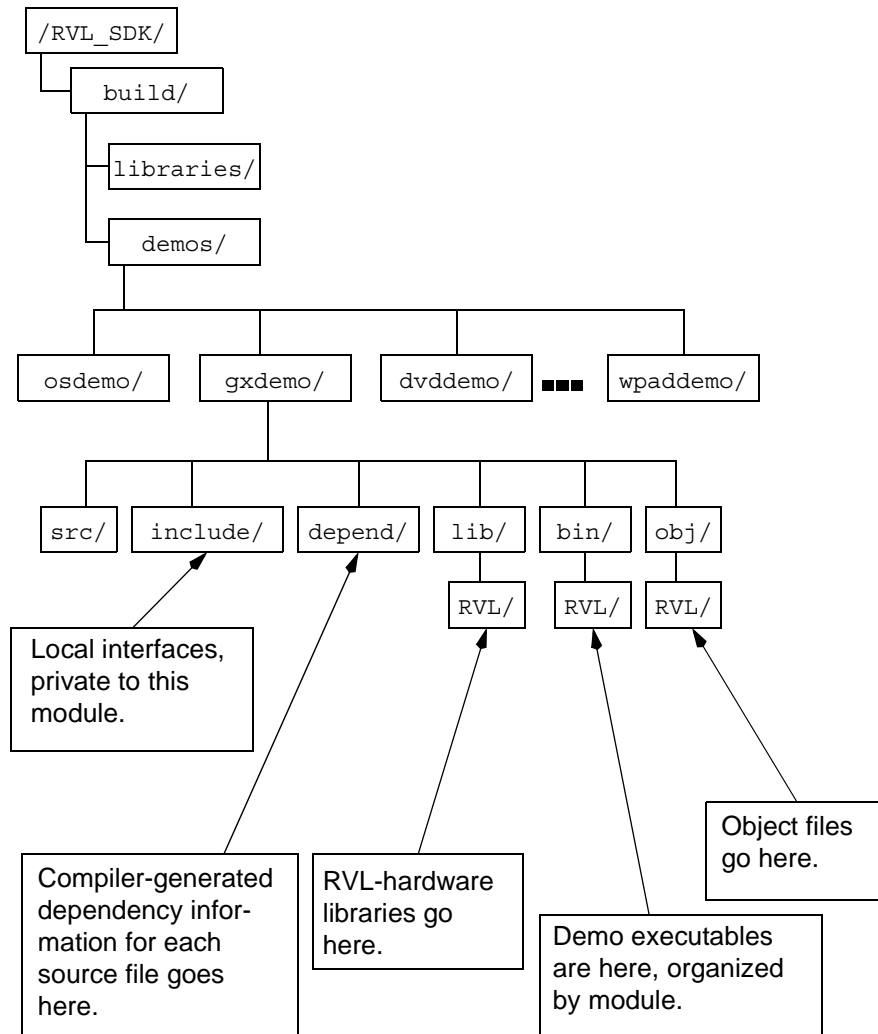 /RVL_SDK/
build/
libraries/
demos/
osdemo/
gxdemo/
dvddemo/
wpaddemo/
src/
include/
depend/
lib/
bin/
obj/
RVL/
RVL/
RVL/
Local interfaces,
private to this
module.
Object files
go here.
Compiler-generated
dependency infor-
mation for each
source file goes
here.
RVL-hardware
libraries go
here.
Demo executables
are here, organized
by module.